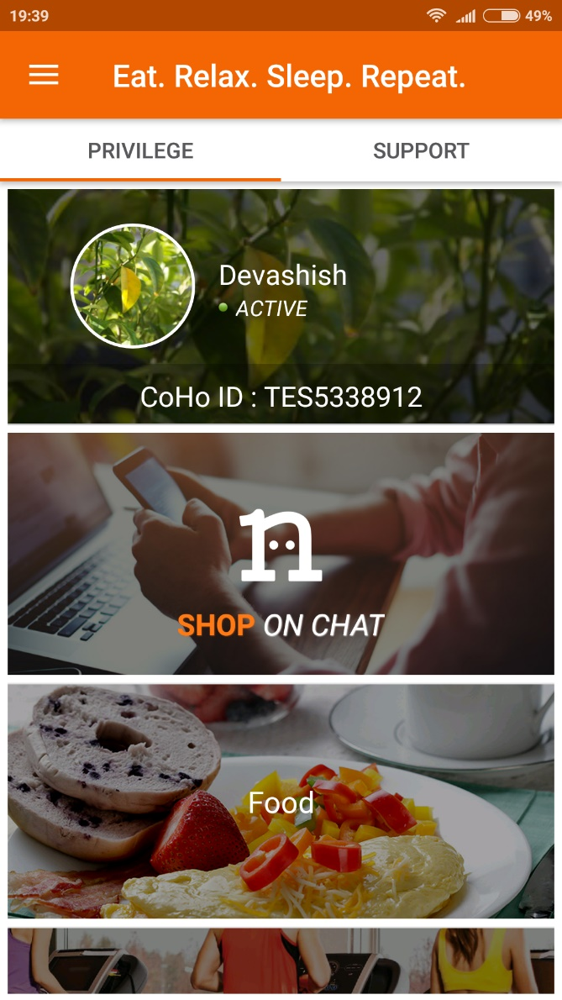 19:39
49%
Eat. Relax. Sleep. Repeat.
PRIVILEGE
SUPPORT
Devashish
ACTIVE
CoHo ID : TES5338912
n
SHOP ON CHAT
Food